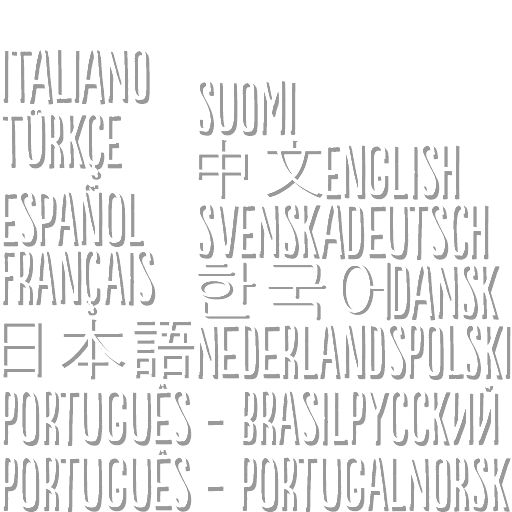 ITALIANO
SUOMI
TÜRKÇE
中文ENGLISH
ESPAÑOL
SVENSKADEUTSCH
FRANÇAIS
한국어DANSK
日本語NEDERLANDSPOLSKI
PORTUGUÊS - BRASILРУССКИЙ
PORTUGUÊS - PORTUGALNORSK